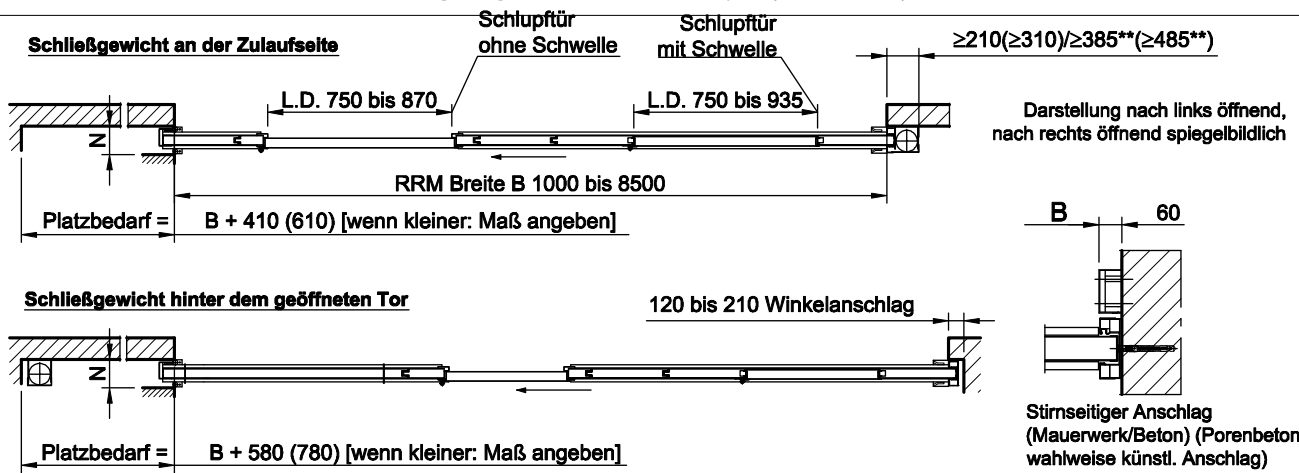 Schließgewicht an der Zulaufseite
Schlupftür
ohne Schwelle
Schlupftür
mit Schwelle
≥210(≥310)/≥385**(≥485**)
L.D. 750 bis 870
L.D. 750 bis 935
Darstellung nach links öffnend,
nach rechts öffnend spiegelbildlich
N
RRM Breite B 1000 bis 8500
Platzbedarf = B + 410 (610) [wenn kleiner: Maß angeben]
B 60
Schließgewicht hinter dem geöffneten Tor
120 bis 210 Winkelanschlag
N
Platzbedarf = B + 580 (780) [wenn kleiner: Maß angeben]
Stirnseitiger Anschlag
(Mauerwerk/Beton) (Porenbeton
wahlweise künstl. Anschlag)